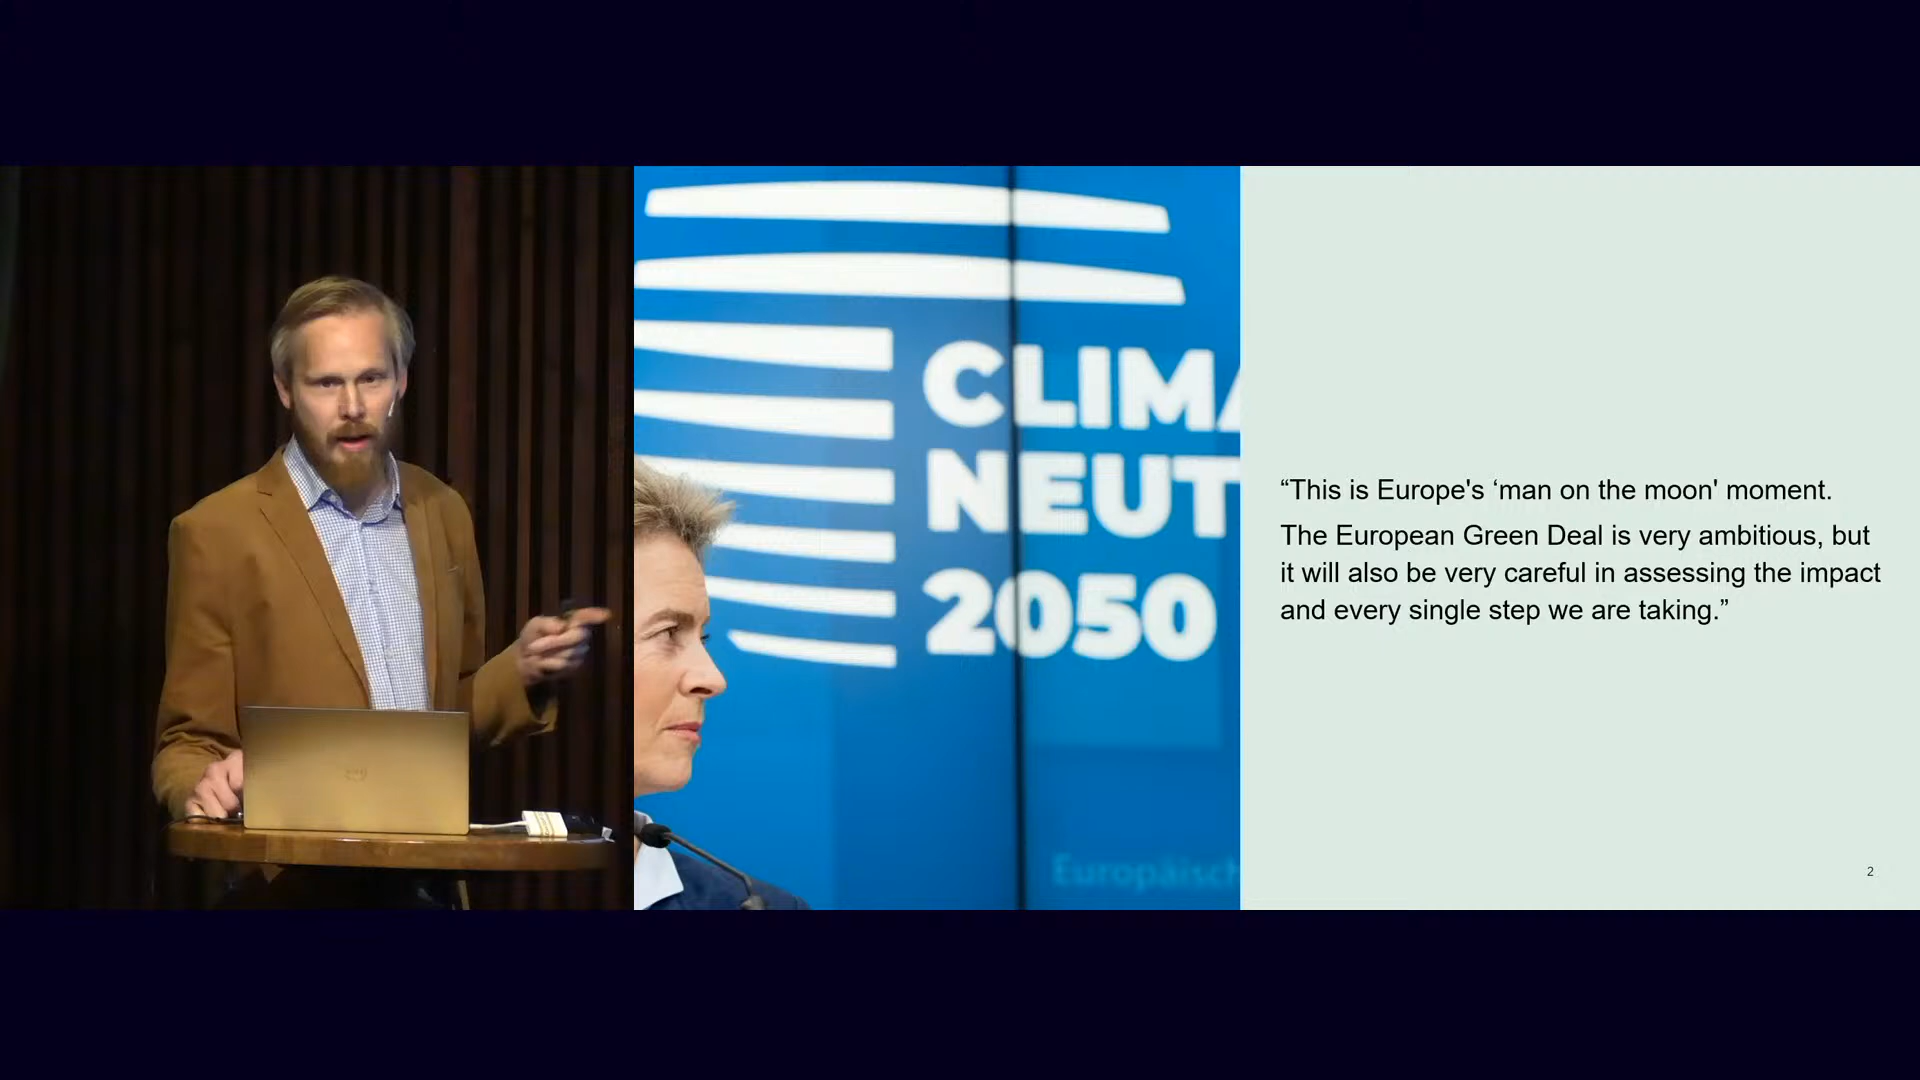 CLIMA
NEUT
2050
Europäisch
“This is Europe's ‘man on the moon' moment.
The European Green Deal is very ambitious, but
it will also be very careful in assessing the impact
and every single step we are taking.”
2